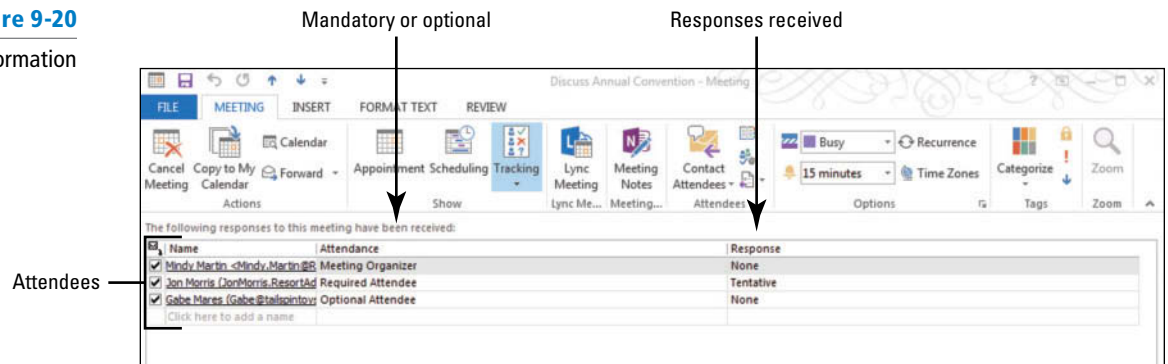 re 9-20
ormation
Mandatory or optional
Responses received
Discuss Annual Convention - Meeting
FILE MEETING INSERT FORMAT TEXT REVIEW
Cancel Meeting
Copy to My Calendar
Calendar
Forward
Appointment
Scheduling
Tracking
Lync Meeting
Meeting Notes
Contact Attendees
Busy
15 minutes
Recurrence
Time Zones
Categorize
Zoom
Actions Show Lync Me... Meeting... Attendees Options Tags Zoom
The following responses to this meeting have been received:
Name Attendance Response
Mindy Martin <Mindy.Martin@R Meeting Organizer None
Jon Morris (JonMorris.ResortAd Required Attendee Tentative
Gabe Mares (Gabe@tailspintoys Optional Attendee None
Click here to add a name
Attendees